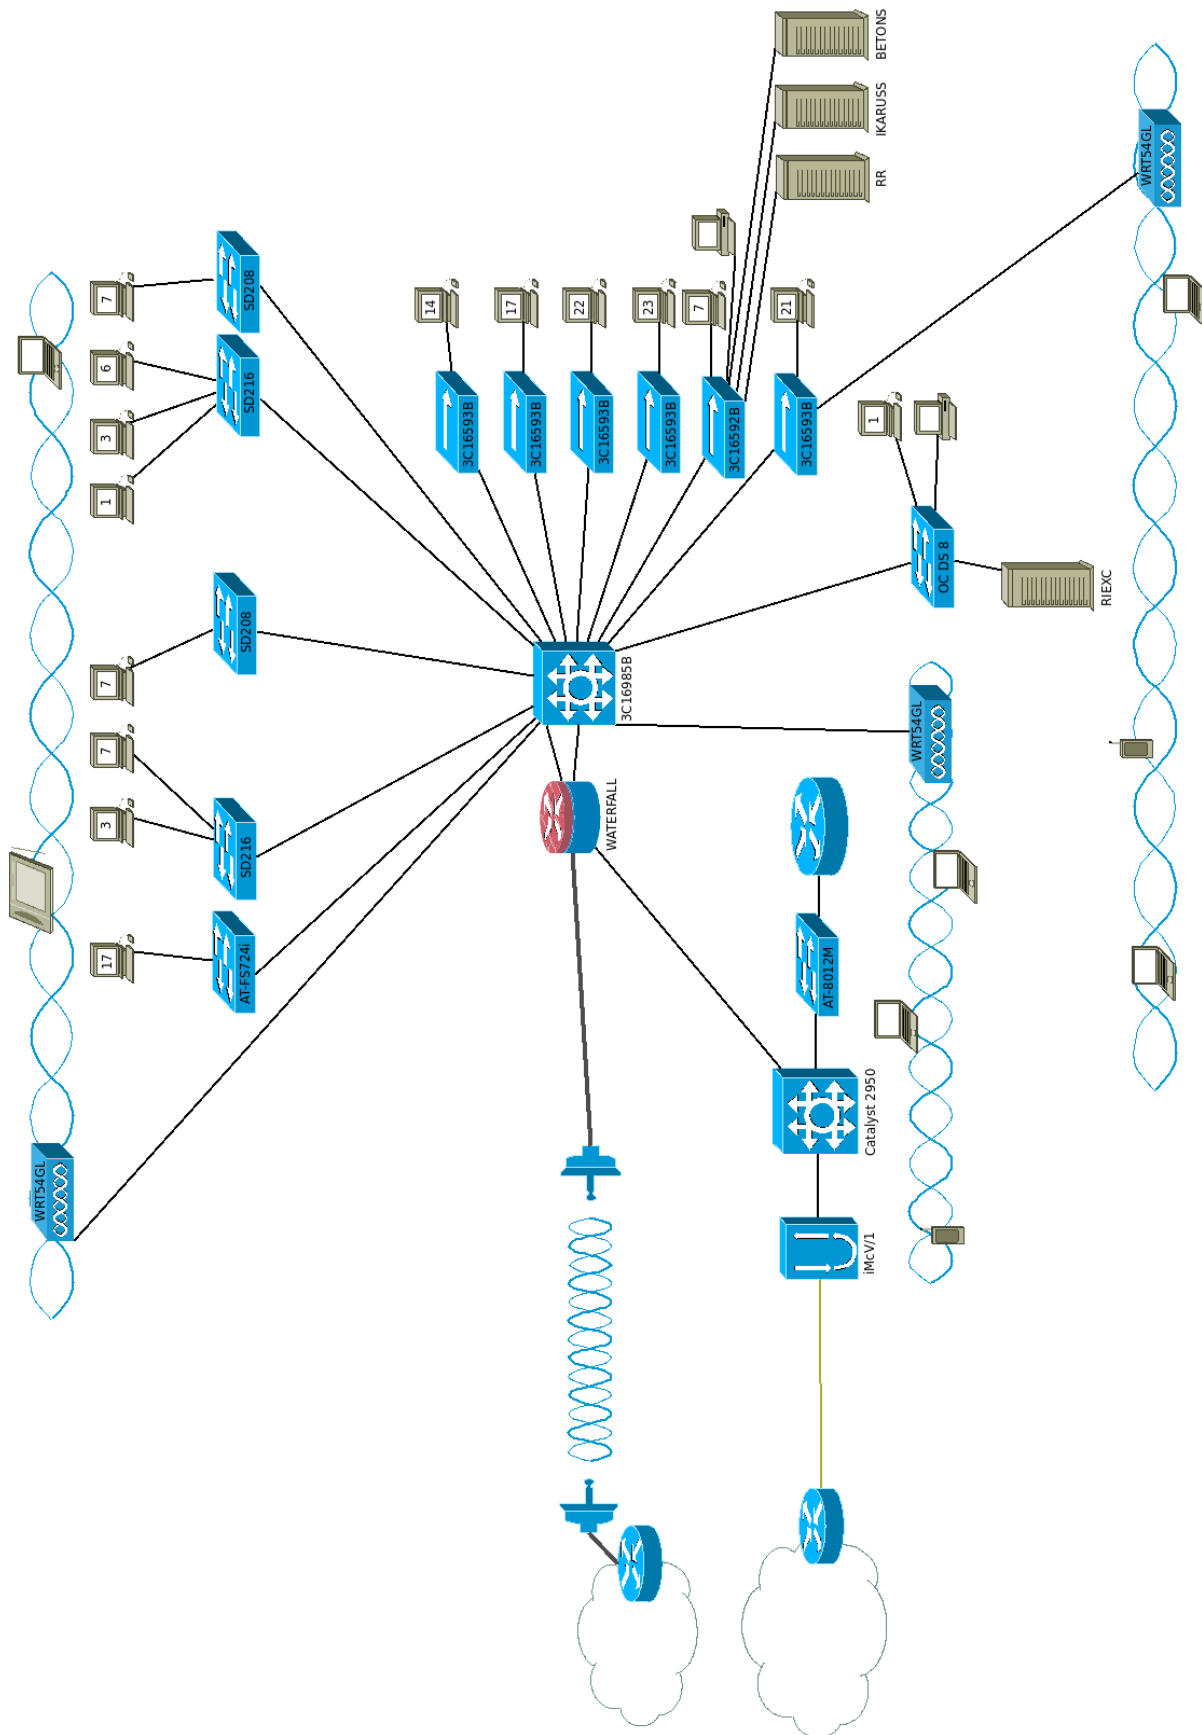 BETONS
IKARUSS
RR
WRT54GL
7
SD208
6
3
1
SD216
14
17
22
23
7
21
3C16593B
3C16593B
3C16593B
3C16593B
3C16592B
3C16593B
1
OC DS 8
RIEXC
7
SD208
7
3
SD216
17
AT-FS724i
3C16985B
WATERFALL
WRT54GL
AT-8012M
Catalyst 2950
iMcV/1
WRT54GL